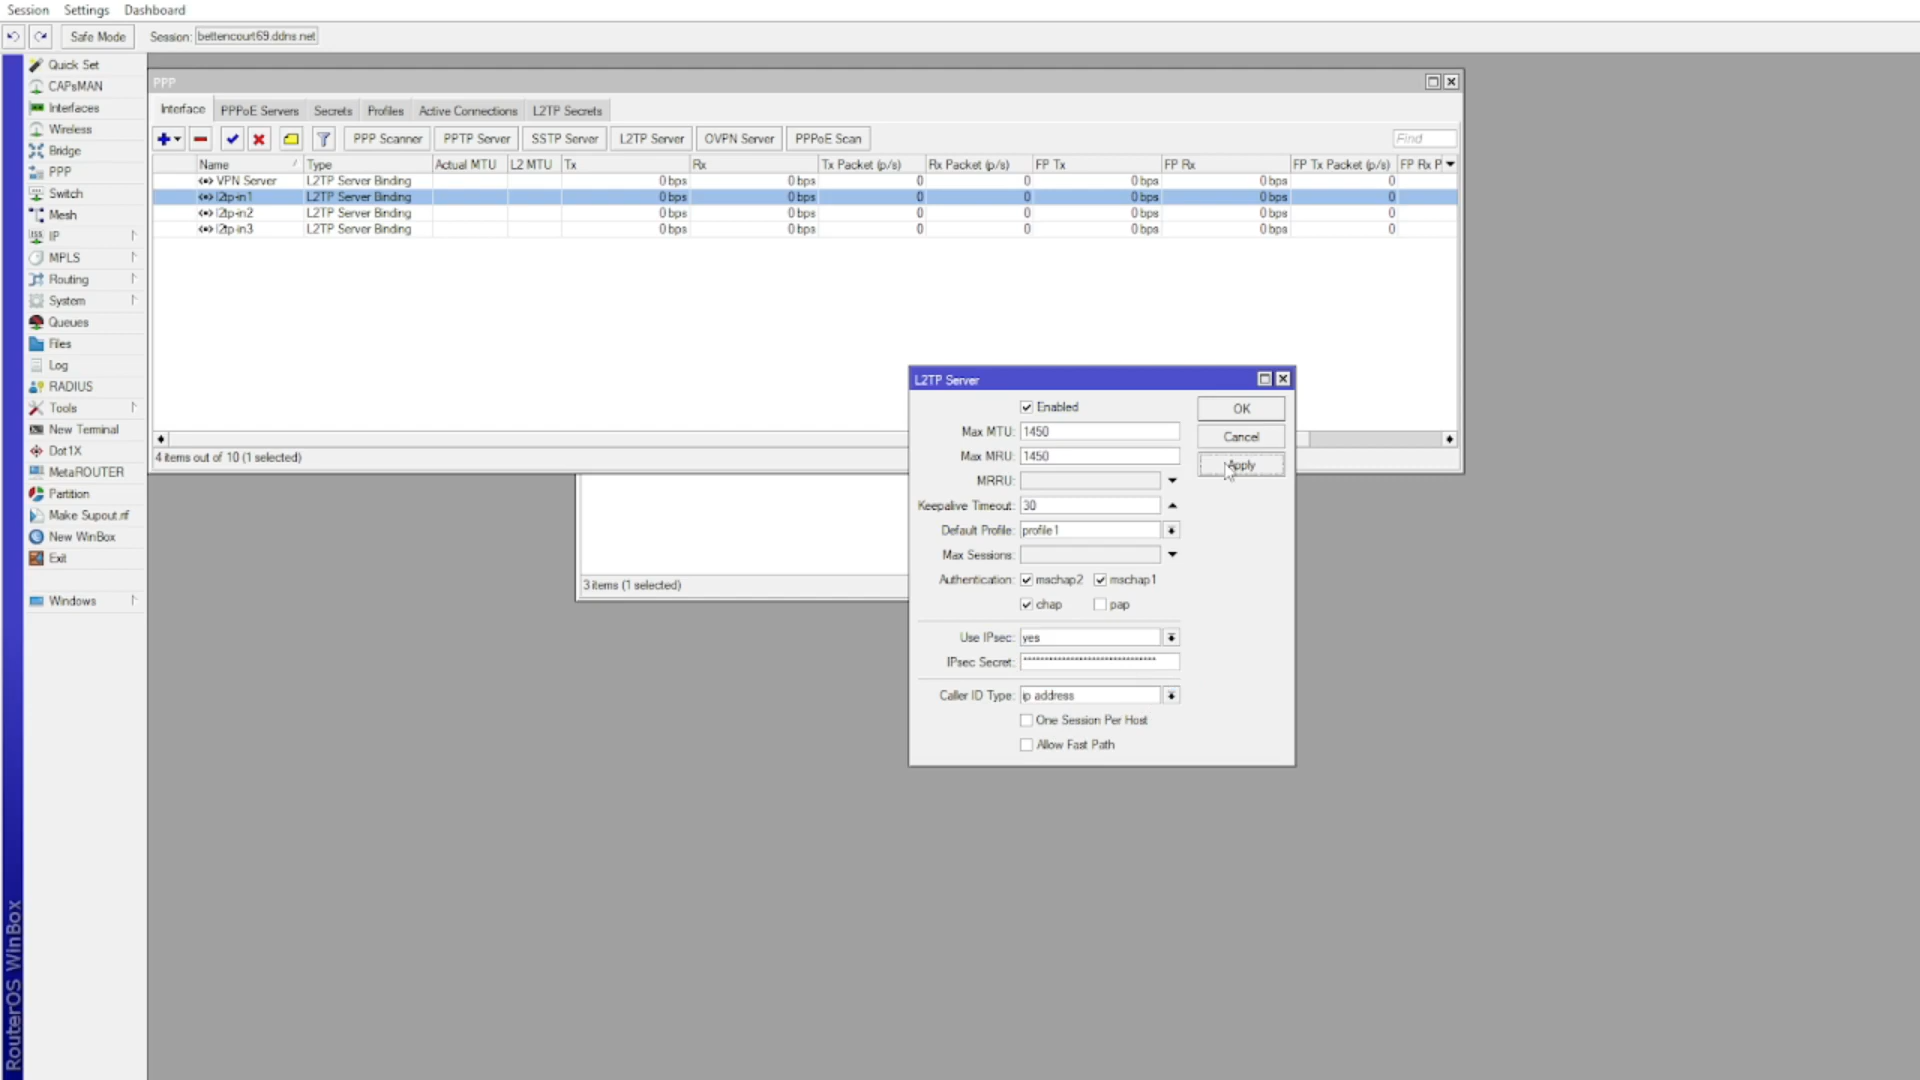 Session Settings Dashboard
Safe Mode Session: bettencourt69.ddns.net
Quick Set
CAPsMAN
Interfaces
Wireless
Bridge
PPP
Switch
Mesh
IP
MPLS
Routing
System
Queues
Files
Log
RADIUS
Tools
New Terminal
Dot1X
MetaROUTER
Partition
Make Supout.rif
New WinBox
Exit
Windows
RouterOS WinBox
PPP
Interface PPPoE Servers Secrets Profiles Active Connections L2TP Secrets
PPP Scanner PPTP Server SSTP Server L2TP Server OVPN Server PPPoE Scan Find
Name / Type Actual MTU L2 MTU Tx Rx Tx Packet (p/s) Rx Packet (p/s) FP Tx FP Rx FP Tx Packet (p/s) FP Rx P
VPN Server L2TP Server Binding 0 bps 0 bps 0 0 0 bps 0 bps 0
l2tp-in1 L2TP Server Binding 0 bps 0 bps 0 0 0 bps 0 bps 0
l2tp-in2 L2TP Server Binding 0 bps 0 bps 0 0 0 bps 0 bps 0
l2tp-in3 L2TP Server Binding 0 bps 0 bps 0 0 0 bps 0 bps 0
4 items out of 10 (1 selected)
3 items (1 selected)
L2TP Server
Enabled
Max MTU: 1450
Max MRU: 1450
MRRU:
Keepalive Timeout: 30
Default Profile: profile1
Max Sessions:
Authentication: mschap2 mschap1
chap pap
Use IPsec: yes
IPsec Secret:
Caller ID Type: ip address
One Session Per Host
Allow Fast Path
OK
Cancel
Apply